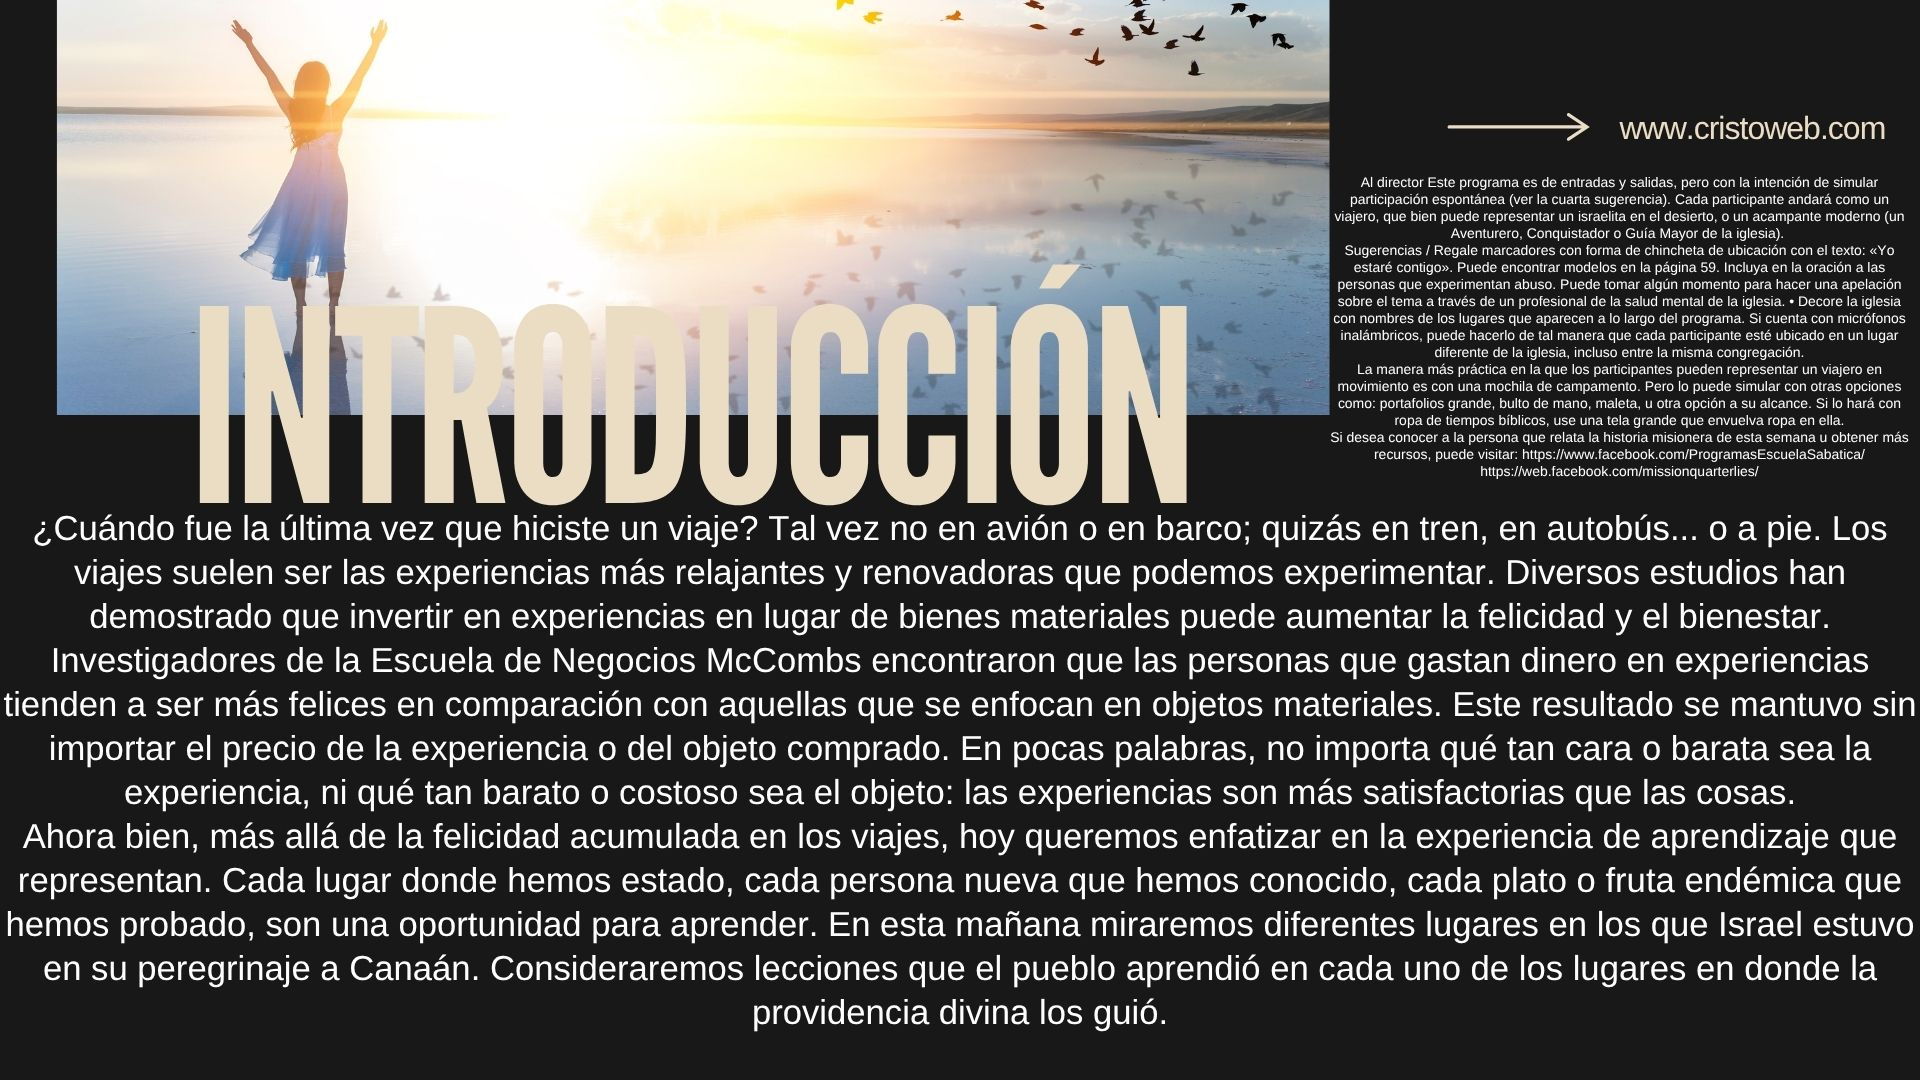 www.cristoweb.com
Al director Este programa es de entradas y salidas, pero con la intención de simular
participación espontánea (ver la cuarta sugerencia). Cada participante andará como un
viajero, que bien puede representar un israelita en el desierto, o un acampante moderno (un
Aventurero, Conquistador o Guía Mayor de la iglesia).
Sugerencias / Regale marcadores con forma de chincheta de ubicación con el texto: «Yo
estaré contigo». Puede encontrar modelos en la página 59. Incluya en la oración a las
personas que experimentan abuso. Puede tomar algún momento para hacer una apelación
sobre el tema a través de un profesional de la salud mental de la iglesia. • Decore la iglesia
con nombres de los lugares que aparecen a lo largo del programa. Si cuenta con micrófonos
inalámbricos, puede hacerlo de tal manera que cada participante esté ubicado en un lugar
diferente de la iglesia, incluso entre la misma congregación.
La manera más práctica en la que los participantes pueden representar un viajero en
movimiento es con una mochila de campamento. Pero lo puede simular con otras opciones
como: portafolios grande, bulto de mano, maleta, u otra opción a su alcance. Si lo hará con
ropa de tiempos bíblicos, use una tela grande que envuelva ropa en ella.
Si desea conocer a la persona que relata la historia misionera de esta semana u obtener más
recursos, puede visitar: https://www.facebook.com/ProgramasEscuelaSabatica/
https://web.facebook.com/missionquarterlies/
INTRODUCCIÓN
¿Cuándo fue la última vez que hiciste un viaje? Tal vez no en avión o en barco; quizás en tren, en autobús... o a pie. Los
viajes suelen ser las experiencias más relajantes y renovadoras que podemos experimentar. Diversos estudios han
demostrado que invertir en experiencias en lugar de bienes materiales puede aumentar la felicidad y el bienestar.
Investigadores de la Escuela de Negocios McCombs encontraron que las personas que gastan dinero en experiencias
tienden a ser más felices en comparación con aquellas que se enfocan en objetos materiales. Este resultado se mantuvo sin
importar el precio de la experiencia o del objeto comprado. En pocas palabras, no importa qué tan cara o barata sea la
experiencia, ni qué tan barato o costoso sea el objeto: las experiencias son más satisfactorias que las cosas.
Ahora bien, más allá de la felicidad acumulada en los viajes, hoy queremos enfatizar en la experiencia de aprendizaje que
representan. Cada lugar donde hemos estado, cada persona nueva que hemos conocido, cada plato o fruta endémica que
hemos probado, son una oportunidad para aprender. En esta mañana miraremos diferentes lugares en los que Israel estuvo
en su peregrinaje a Canaán. Consideraremos lecciones que el pueblo aprendió en cada uno de los lugares en donde la
providencia divina los guió.